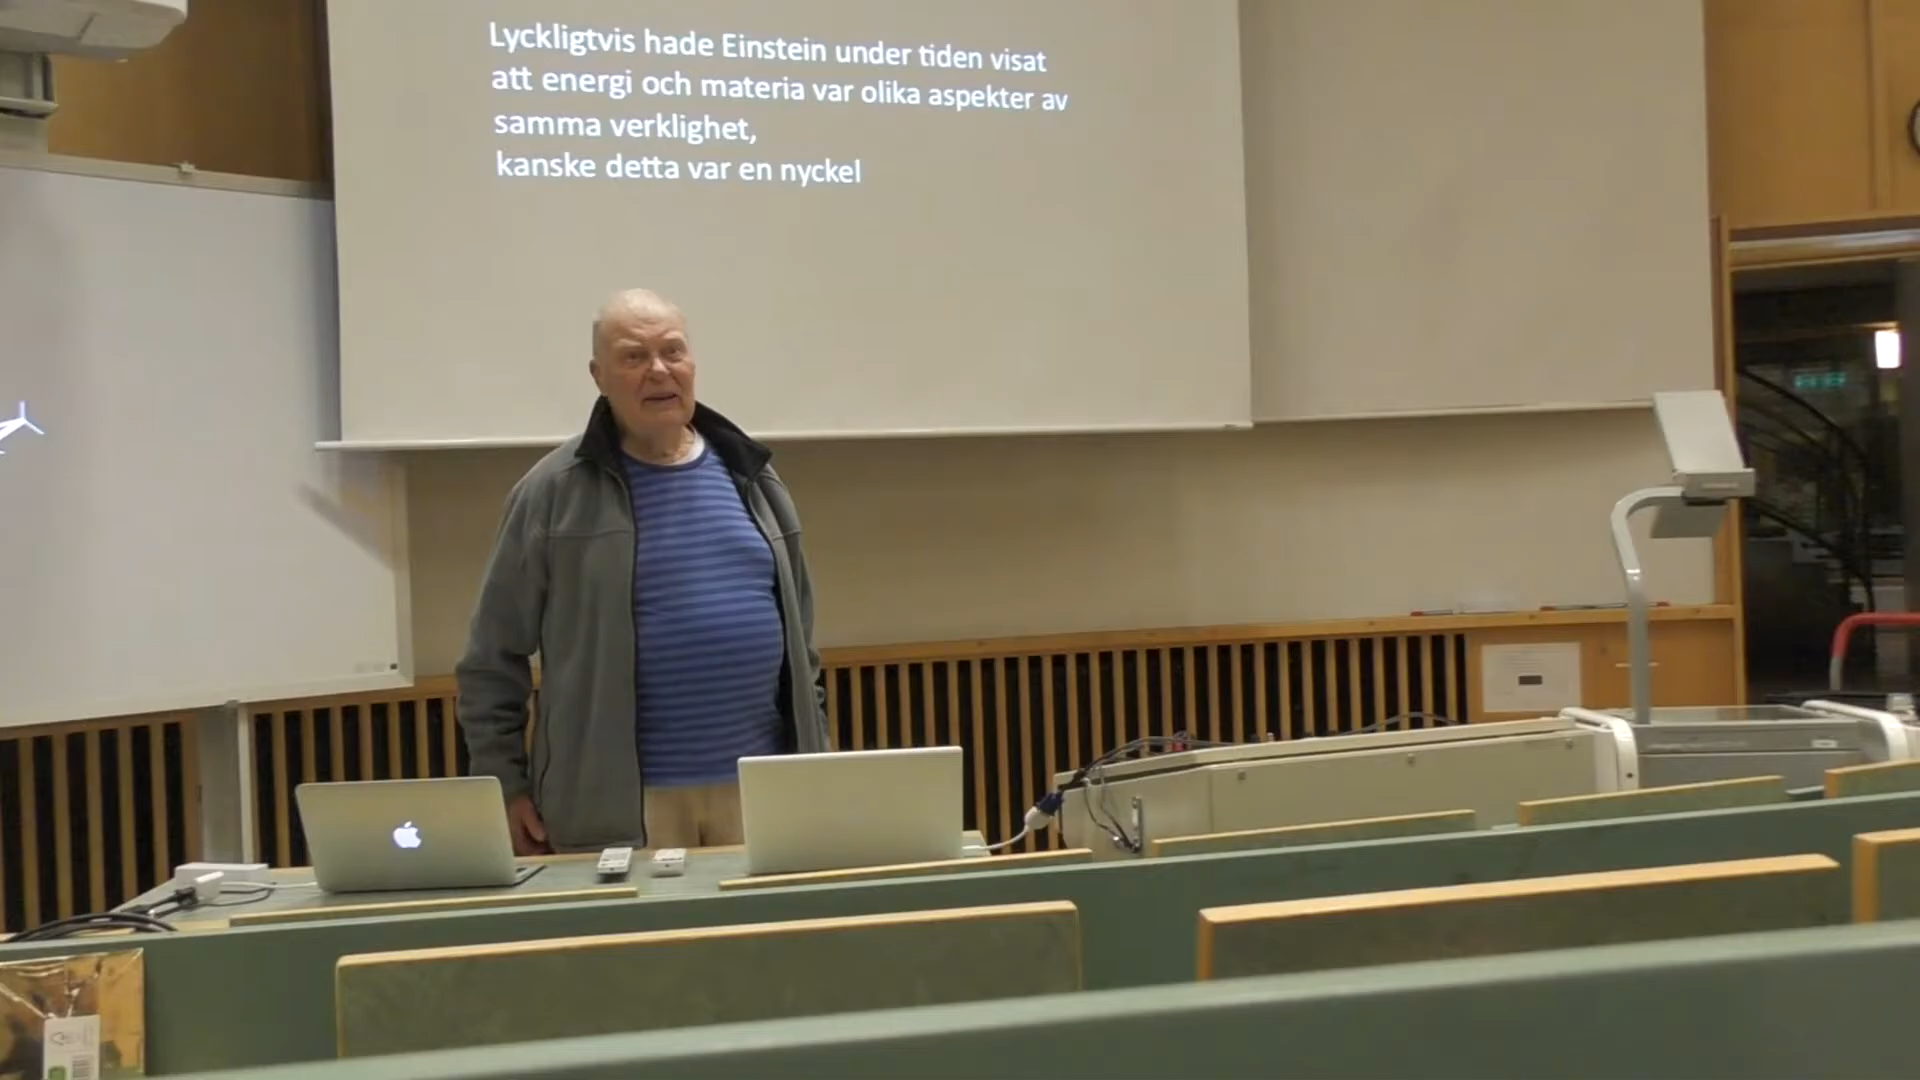 Lyckligtvis hade Einstein under tiden visat
att energi och materia var olika aspekter av
samma verklighet,
kanske detta var en nyckel